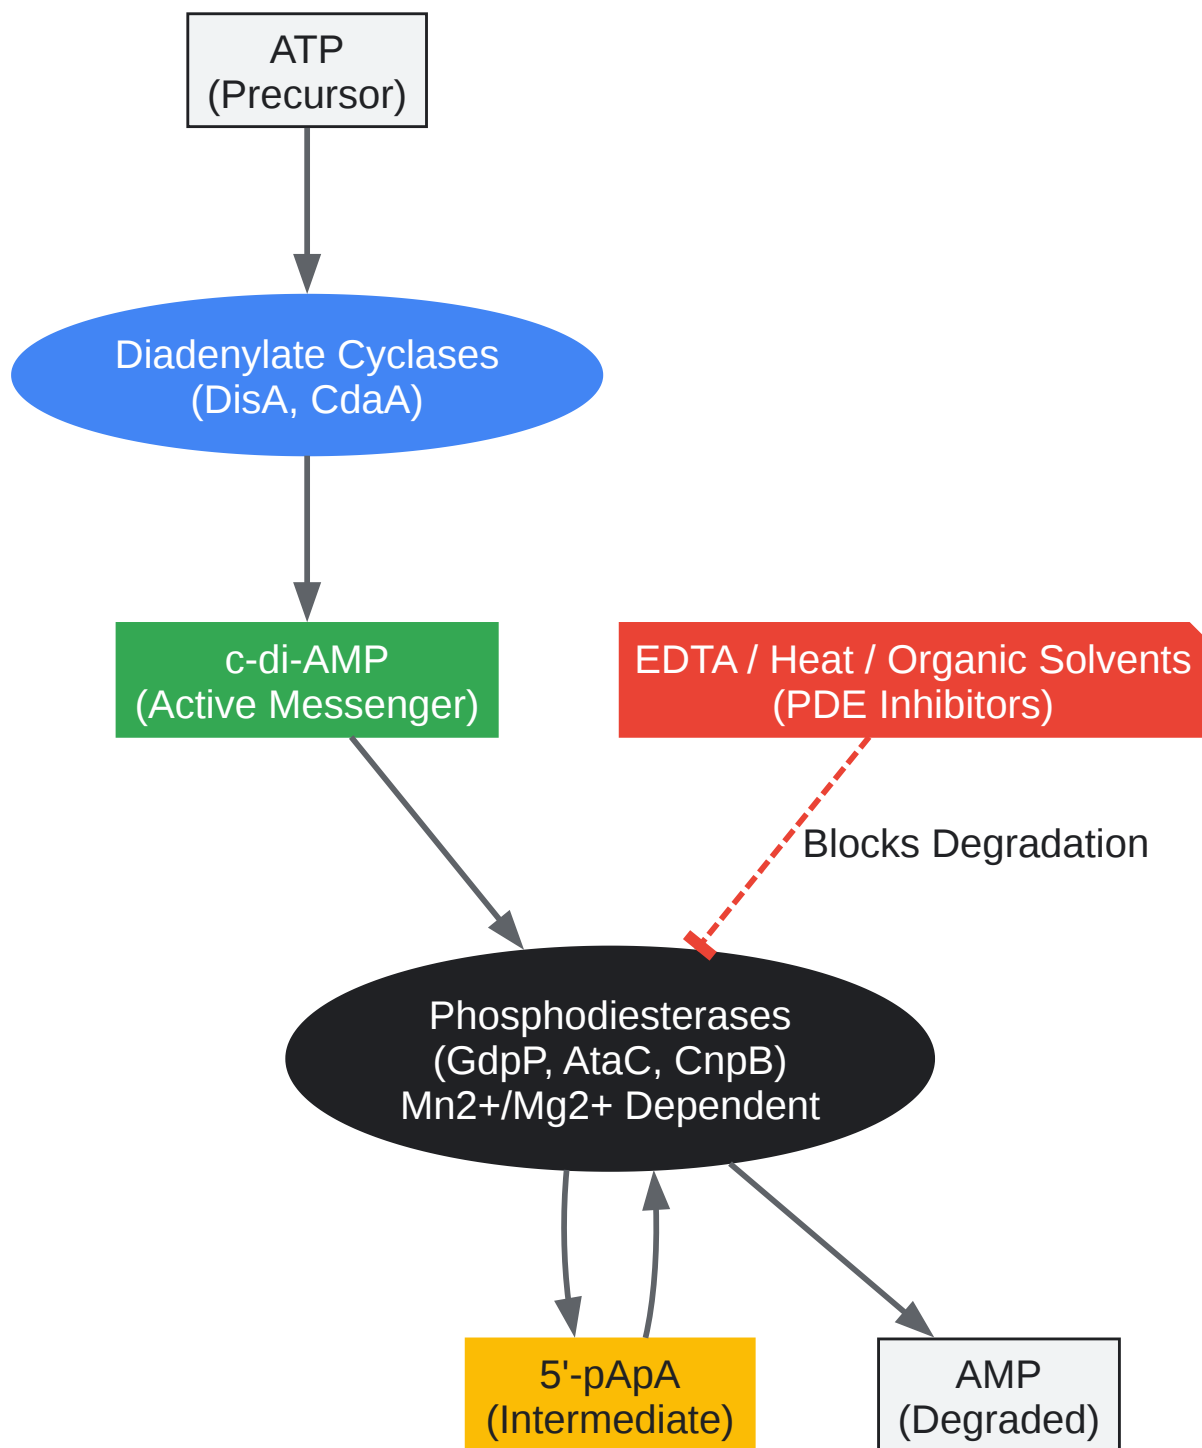 ATP
(Precursor)
Diadenylate Cyclases
(DisA, CdaA)
c-di-AMP
(Active Messenger)
EDTA / Heat / Organic Solvents
(PDE Inhibitors)
Blocks Degradation
Phosphodiesterases
(GdpP, AtaC, CnpB)
Mn2+/Mg2+ Dependent
5'-pApA
(Intermediate)
AMP
(Degraded)